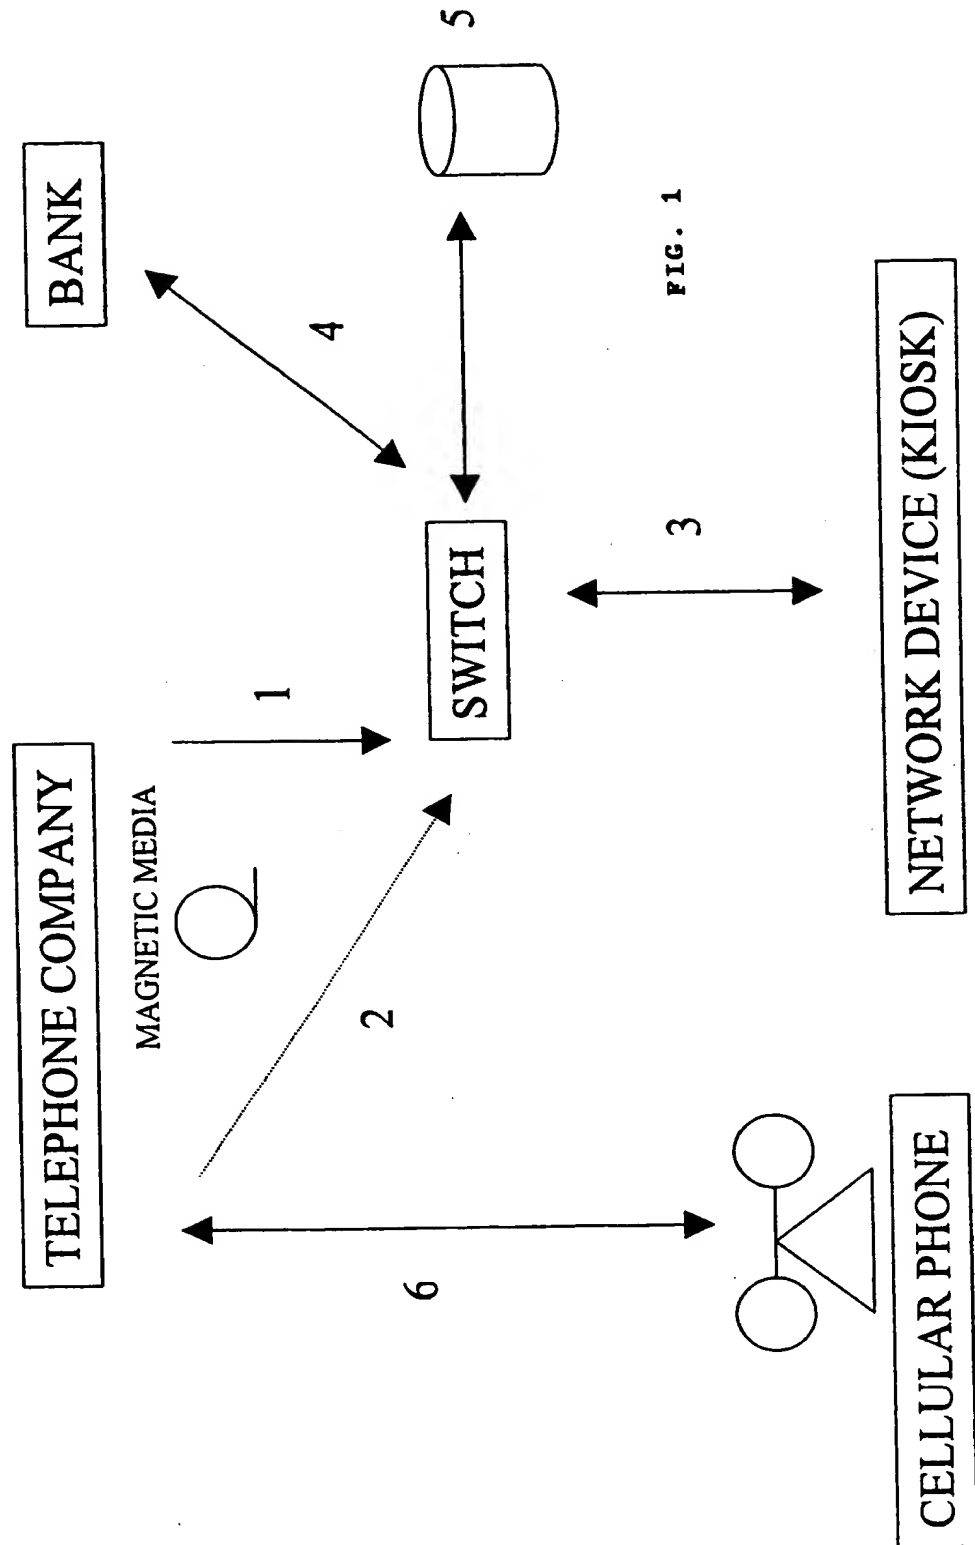 TELEPHONE COMPANY
BANK
MAGNETIC MEDIA
1
4
5
2
6
SWITCH
3
FIG. 1
CELLULAR PHONE
NETWORK DEVICE (KIOSK)